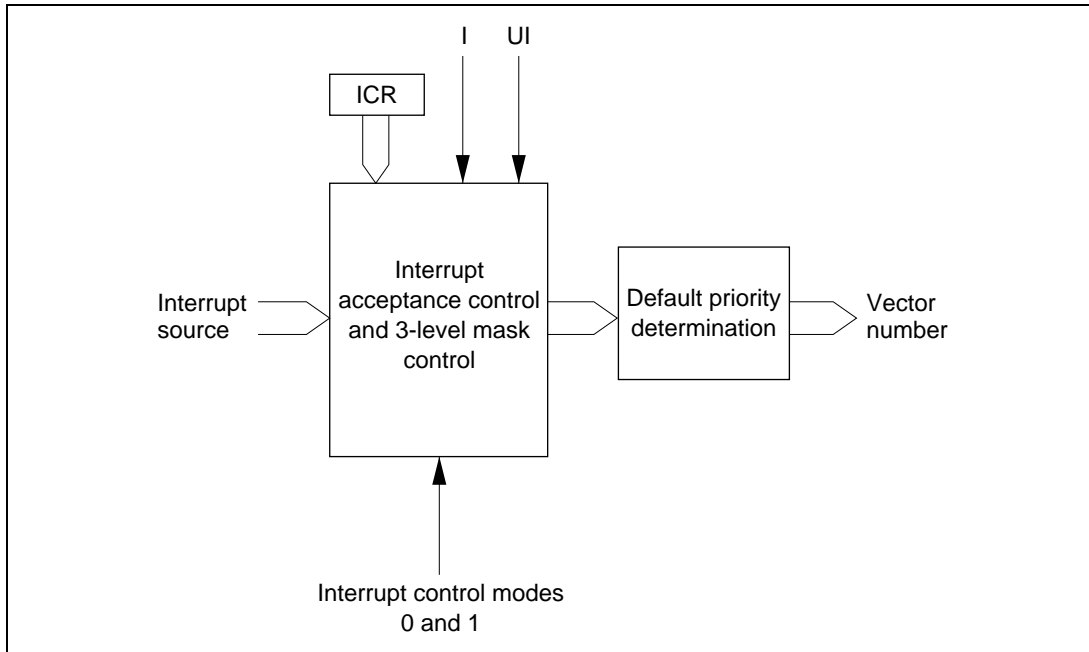 I
UI
ICR
Interrupt
source
Interrupt
acceptance control
and 3-level mask
control
Default priority
determination
Vector
number
Interrupt control modes
0 and 1